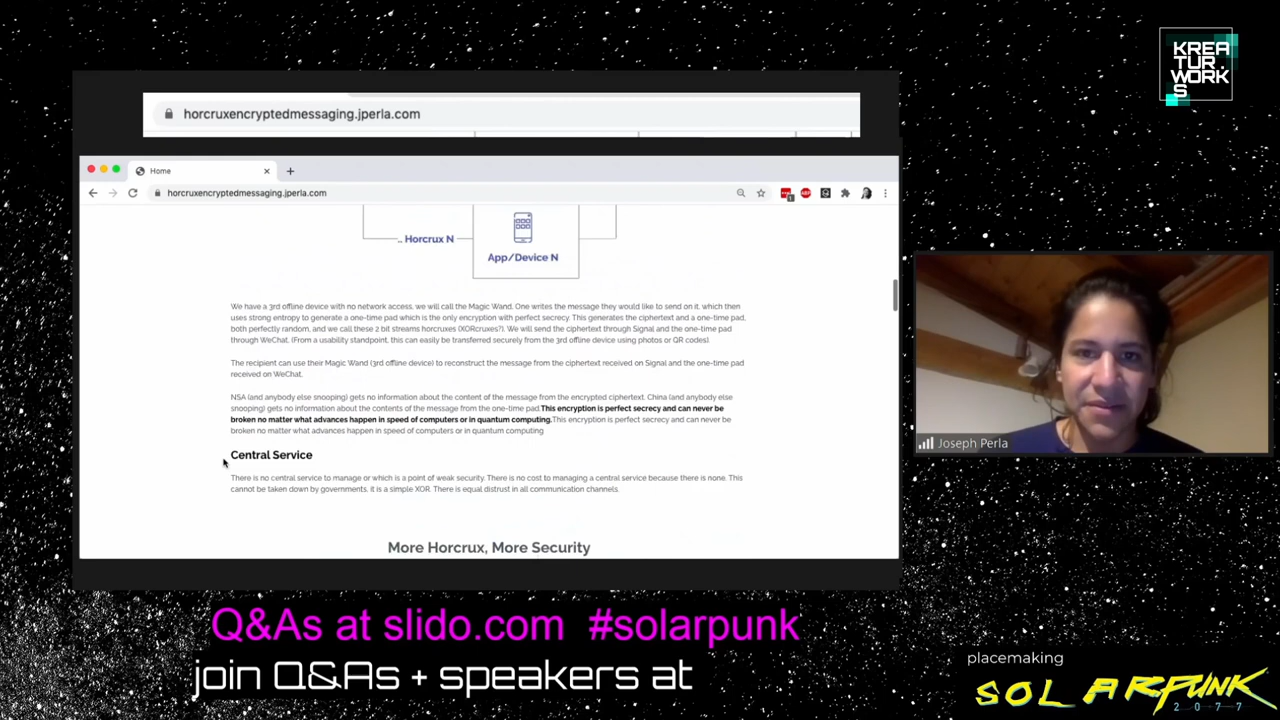 KREA
TUR.
WORK
S
horcruxencryptedmessaging.jperla.com
Home
horcruxencryptedmessaging.jperla.com
.. Horcrux N
App/Device N
We have a 3rd offline device with no network access, we will call the Magic Wand. One writes the message they would like to send on it, which then
uses strong entropy to generate a one-time pad which is the only encryption with perfect secrecy. This generates the ciphertext and a one-time pad,
both perfectly random, and we call these 2 bit streams horcruxes (XORcruxes?). We will send the ciphertext through Signal and the one-time pad
through WeChat. (From a usability standpoint, this can easily be transferred securely from the 3rd offline device using photos or QR codes).
The recipient can use their Magic Wand (3rd offline device) to reconstruct the message from the ciphertext received on Signal and the one-time pad
received on WeChat.
NSA (and anybody else snooping) gets no information about the content of the message from the encrypted ciphertext. China (and anybody else
snooping) gets no information about the contents of the message from the one-time pad.This encryption is perfect secrecy and can never be
broken no matter what advances happen in speed of computers or in quantum computing.This encryption is perfect secrecy and can never be
broken no matter what advances happen in speed of computers or in quantum computing
Central Service
There is no central service to manage or which is a point of weak security. There is no cost to managing a central service because there is none. This
cannot be taken down by governments, it is a simple XOR. There is equal distrust in all communication channels.
More Horcrux, More Security
Joseph Perla
Q&As at slido.com #solarpunk
join Q&As + speakers at
placemaking
SOLARPUNK
2077